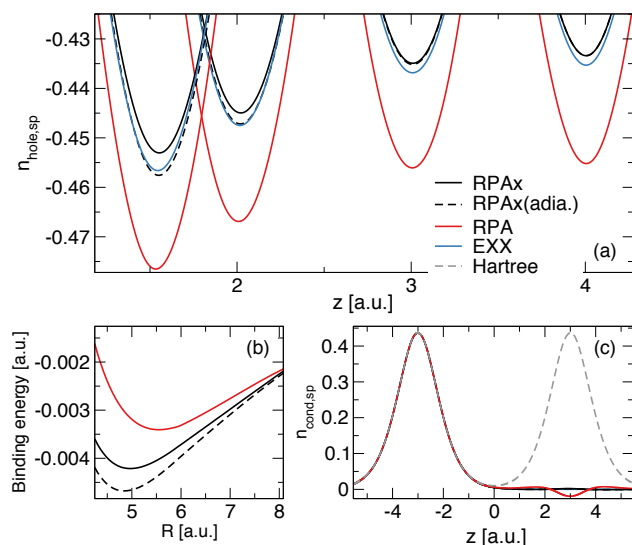 -0.43
-0.44
-0.45
-0.46
-0.47
n_hole,sp
2
3
4
z [a.u.]
RPAx
RPAx(adia.)
RPA
EXX
Hartree
(a)
(b)
-0.002
-0.003
-0.004
Binding energy [a.u.]
5
6
7
8
R [a.u.]
(c)
0.4
0.3
0.2
0.1
0
n_cond,sp
-4
-2
0
2
4
z [a.u.]